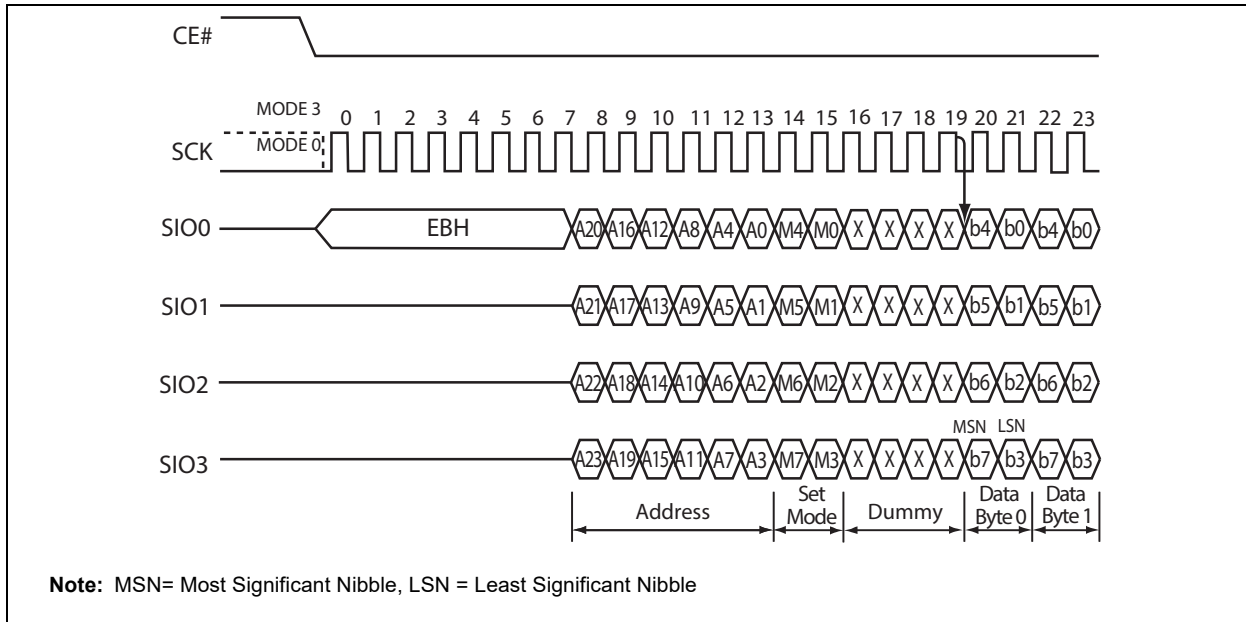 CE#
MODE 3
0 1 2 3 4 5 6 7 8 9 10 11 12 13 14 15 16 17 18 19 20 21 22 23
SCK
MODE 0
SIO0
EBH
A20 A16 A12 A8 A4 A0 M4 M0 X X X X b4 b0 b4 b0
SIO1
A21 A17 A13 A9 A5 A1 M5 M1 X X X X b5 b1 b5 b1
SIO2
A22 A18 A14 A10 A6 A2 M6 M2 X X X X b6 b2 b6 b2
MSN LSN
SIO3
A23 A19 A15 A11 A7 A3 M7 M3 X X X X b7 b3 b7 b3
Address
Set
Mode
Dummy
Data
Byte 0
Data
Byte 1
Note: MSN= Most Significant Nibble, LSN = Least Significant Nibble